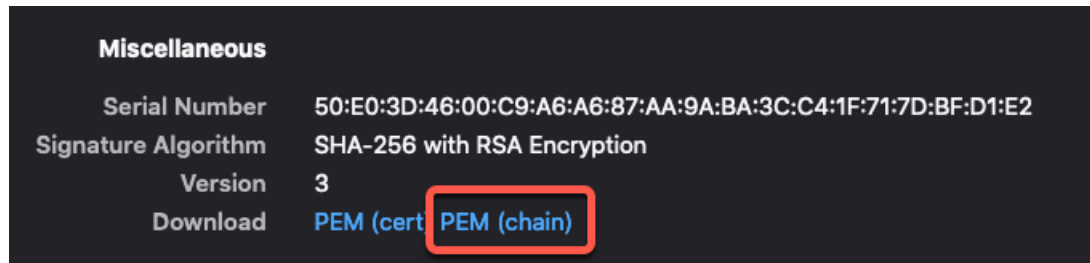 Miscellaneous
Serial Number 50:E0:3D:46:00:C9:A6:A6:87:AA:9A:BA:3C:C4:1F:71:7D:BF:D1:E2
Signature Algorithm SHA-256 with RSA Encryption
Version 3
Download PEM (cert) PEM (chain)